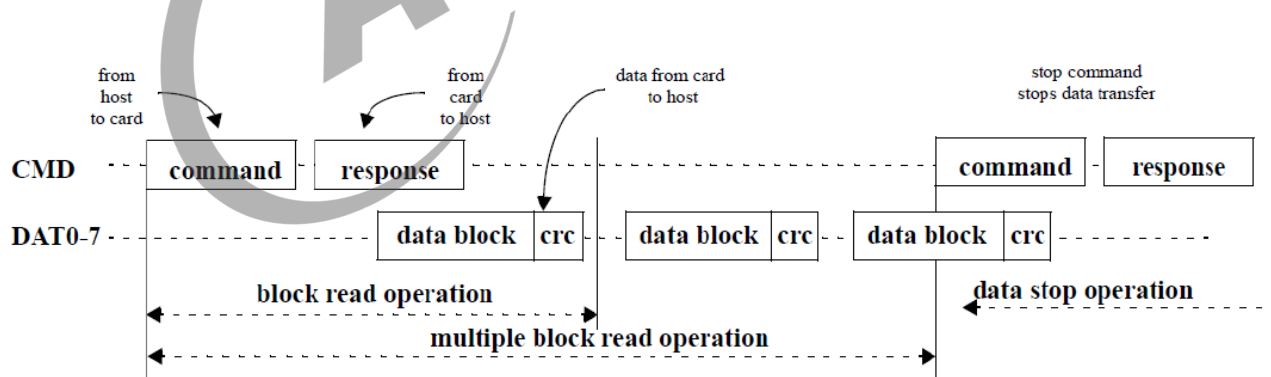 from
host
to card
from
card
to host
data from card
to host
stop command
stops data transfer
CMD
command
response
command
response
DAT0-7
data block
crc
data block
crc
data block
crc
block read operation
data stop operation
multiple block read operation